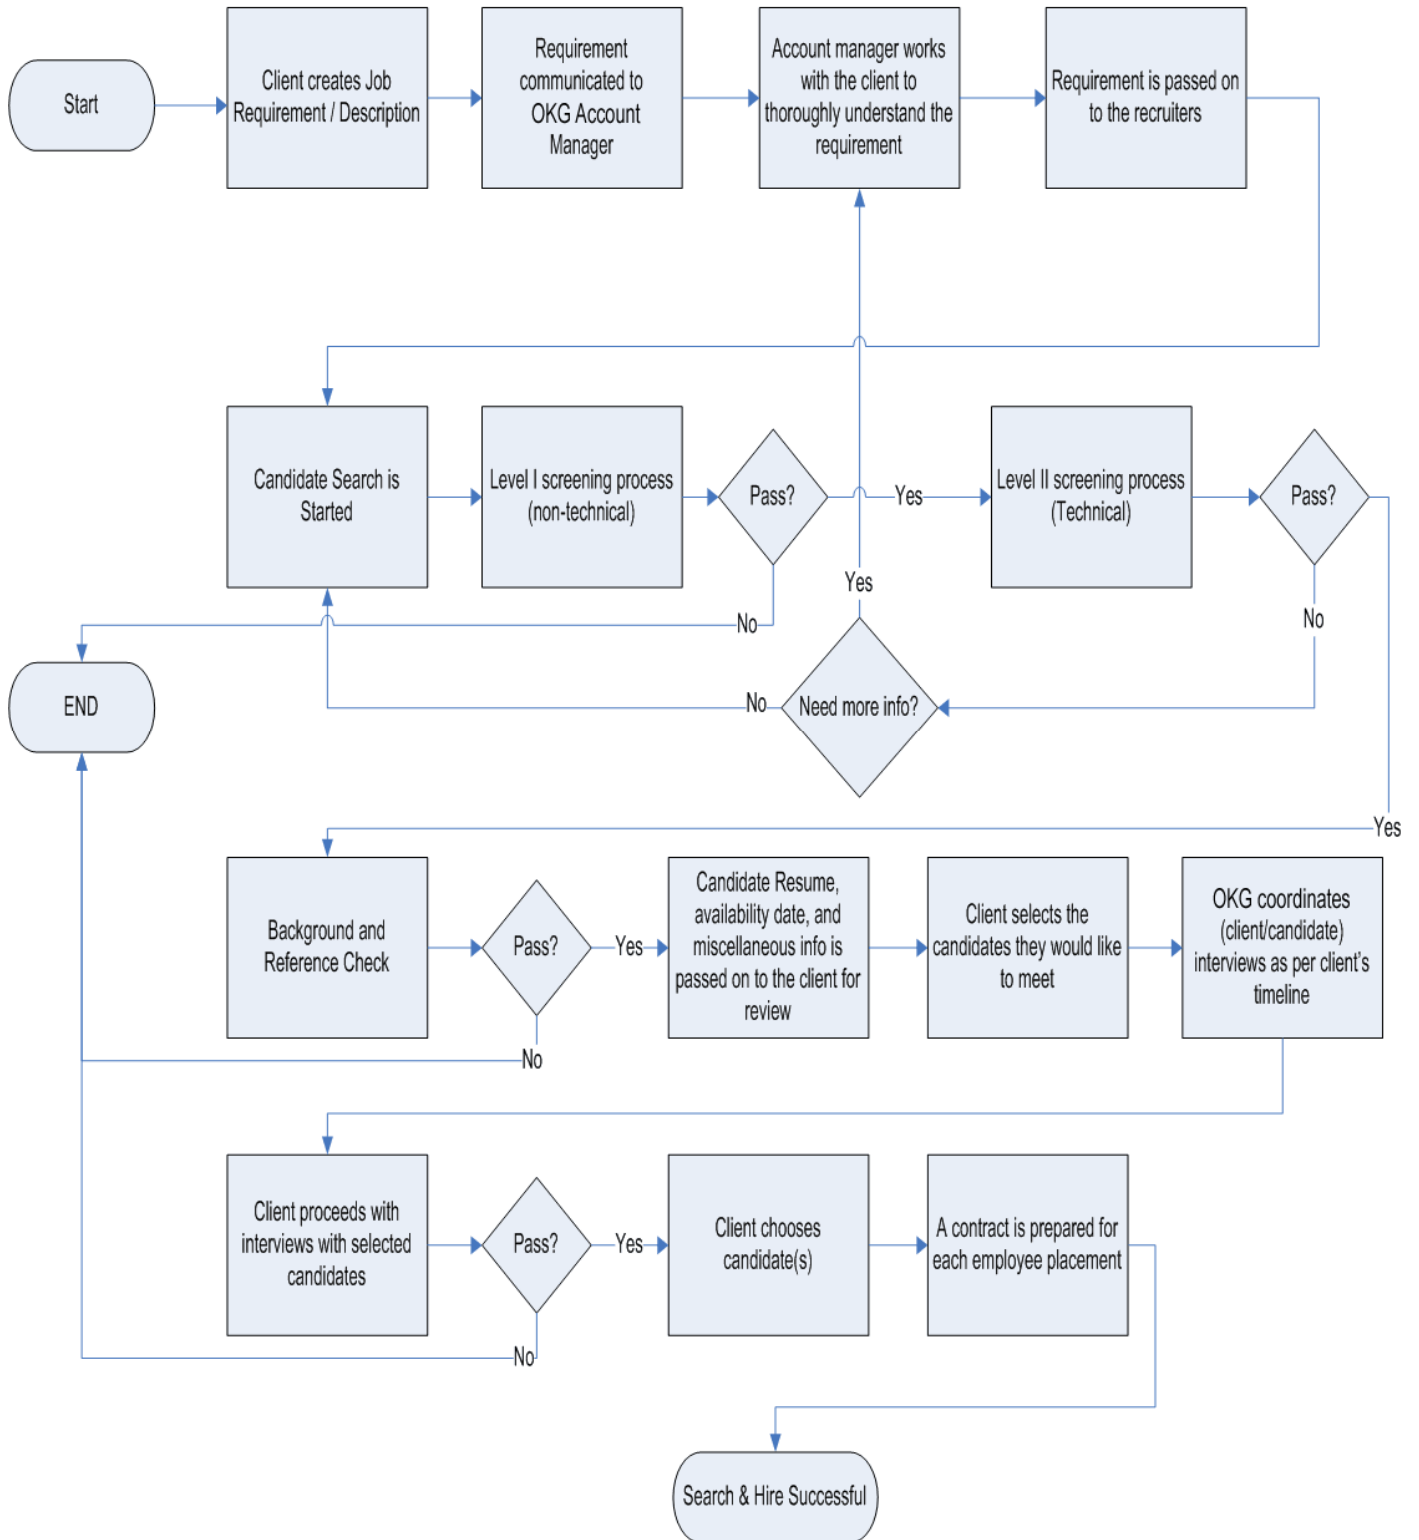 Start
Client creates Job
Requirement / Description
Requirement
communicated to
OKG Account
Manager
Account manager works
with the client to
thoroughly understand the
requirement
Requirement is passed on
to the recruiters
Candidate Search is
Started
Level I screening process
(non-technical)
Pass?
Yes
Level II screening process
(Technical)
Pass?
Yes
No
No
END
No
Need more info?
Yes
Background and
Reference Check
Pass?
Yes
Candidate Resume,
availability date, and
miscellaneous info is
passed on to the client for
review
Client selects the
candidates they would like
to meet
OKG coordinates
(client/candidate)
interviews as per client's
timeline
No
Client proceeds with
interviews with selected
candidates
Pass?
Yes
Client chooses
candidate(s)
A contract is prepared for
each employee placement
No
Search & Hire Successful